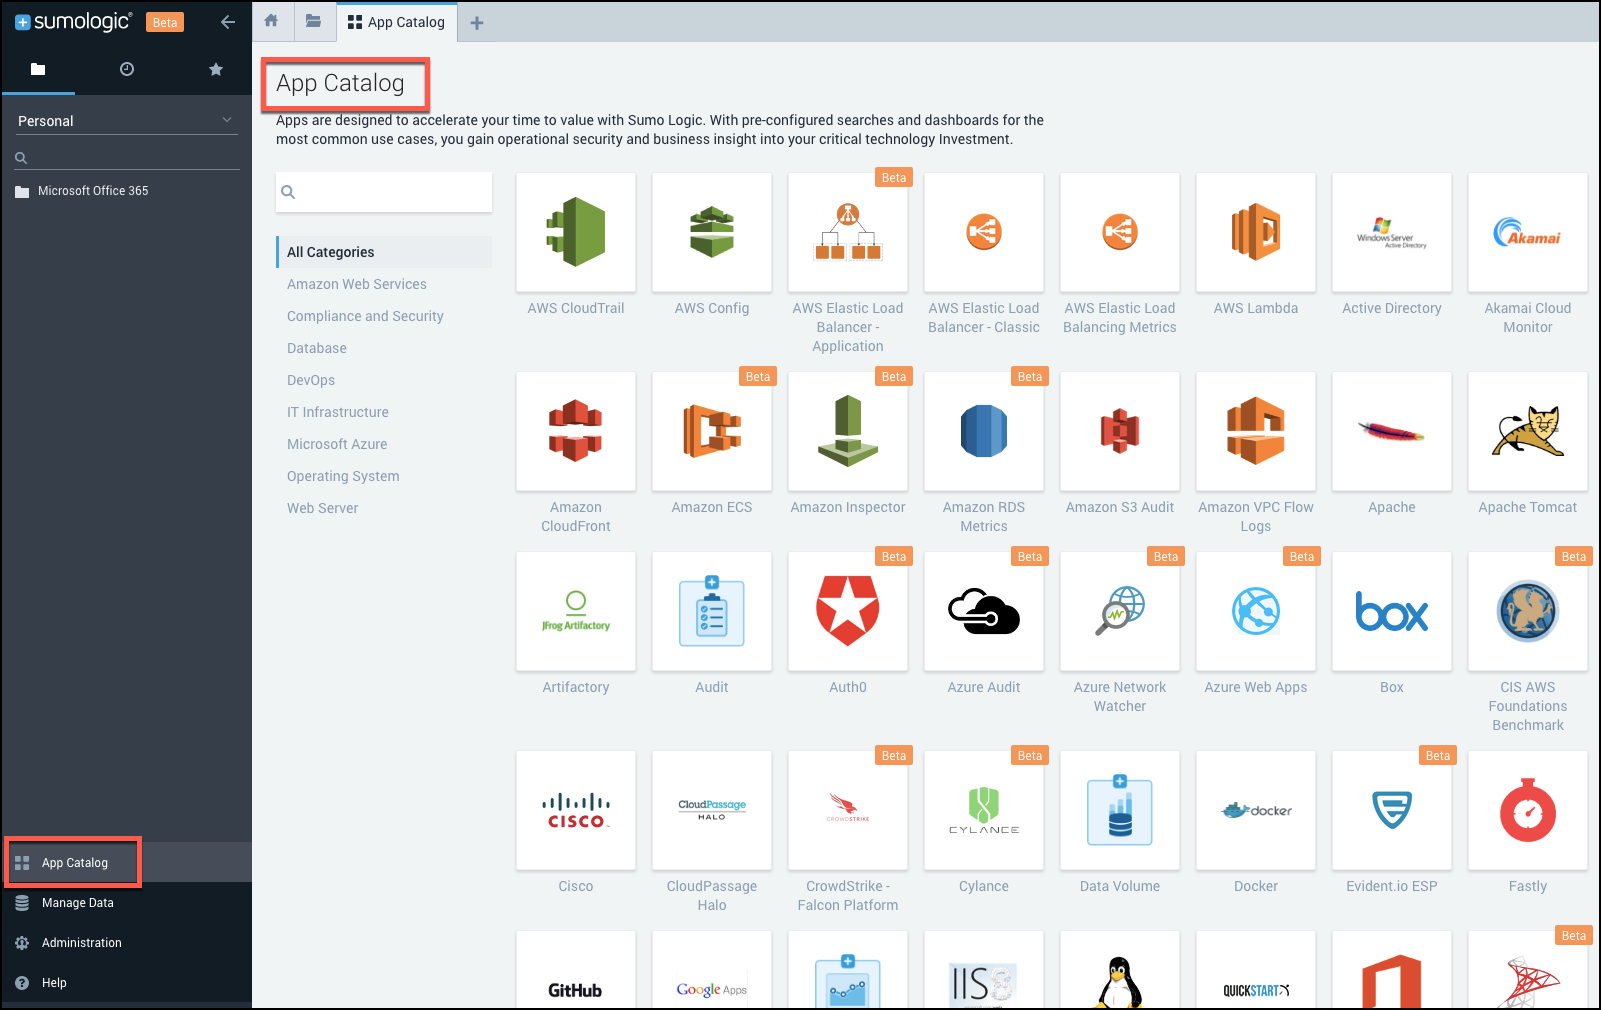 sumologic
Beta
App Catalog
Personal
Microsoft Office 365
App Catalog
Manage Data
Administration
Help
App Catalog
Apps are designed to accelerate your time to value with Sumo Logic. With pre-configured searches and dashboards for the
most common use cases, you gain operational security and business insight into your critical technology Investment.
All Categories
Amazon Web Services
Compliance and Security
Database
DevOps
IT Infrastructure
Microsoft Azure
Operating System
Web Server
Beta
Windows Server
Active Directory
Akamai
AWS CloudTrail
AWS Config
AWS Elastic Load
Balancer -
Application
AWS Elastic Load
Balancer - Classic
AWS Elastic Load
Balancing Metrics
AWS Lambda
Active Directory
Akamai Cloud
Monitor
Beta
Beta
Beta
Amazon
CloudFront
Amazon ECS
Amazon Inspector
Amazon RDS
Metrics
Amazon S3 Audit
Amazon VPC Flow
Logs
Apache
Apache Tomcat
Beta
Beta
Beta
Beta
Beta
JFrog Artifactory
box
Artifactory
Audit
Auth0
Azure Audit
Azure Network
Watcher
Azure Web Apps
Box
CIS AWS
Foundations
Benchmark
Beta
Beta
Beta
CISCO
CloudPassage
HALO
CROWDSTRIKE
CYLANCE
docker
Cisco
CloudPassage
Halo
CrowdStrike -
Falcon Platform
Cylance
Data Volume
Docker
Evident.io ESP
Fastly
Beta
GitHub
Google Apps
IIS
QUICKSTART